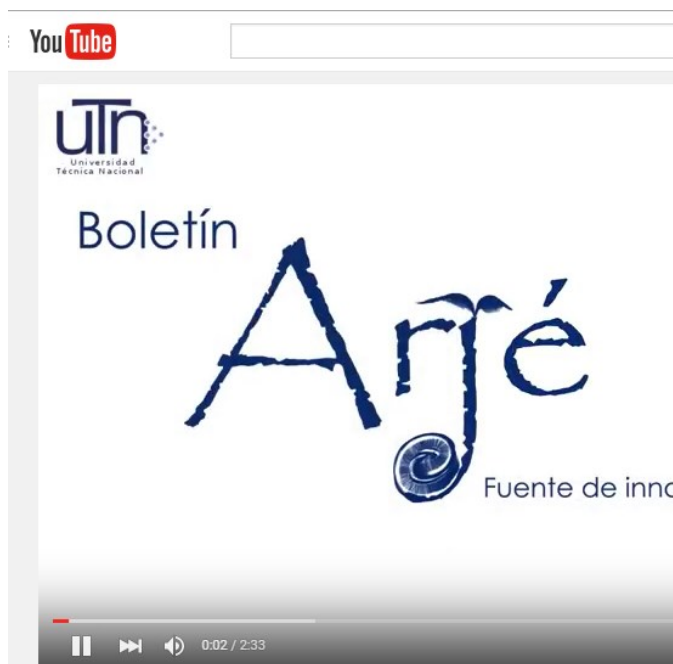 YouTube
UTN
Universidad
Técnica Nacional
Boletín
Arjé
Fuente de inno
0:02 / 2:33